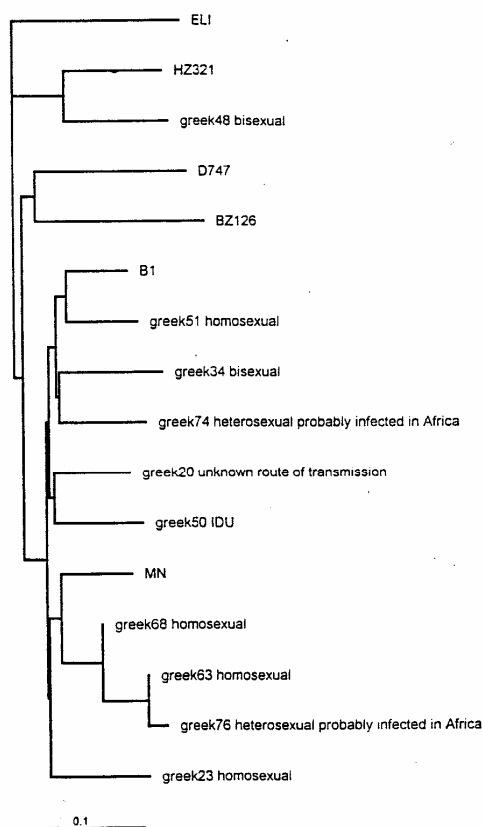 ELI
HZ321
greek48 bisexual
D747
BZ126
B1
greek51 homosexual
greek34 bisexual
greek74 heterosexual probably infected in Africa
greek20 unknown route of transmission
greek50 IDU
MN
greek68 homosexual
greek63 homosexual
greek76 heterosexual probably infected in Africa
greek23 homosexual
0.1